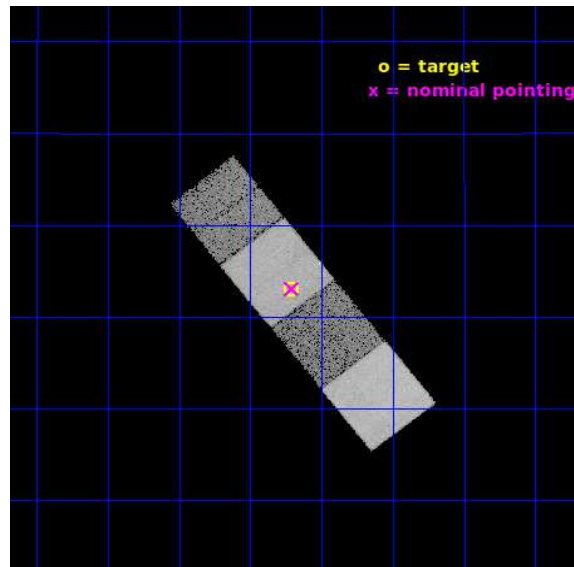 o = target
x = nominal pointing